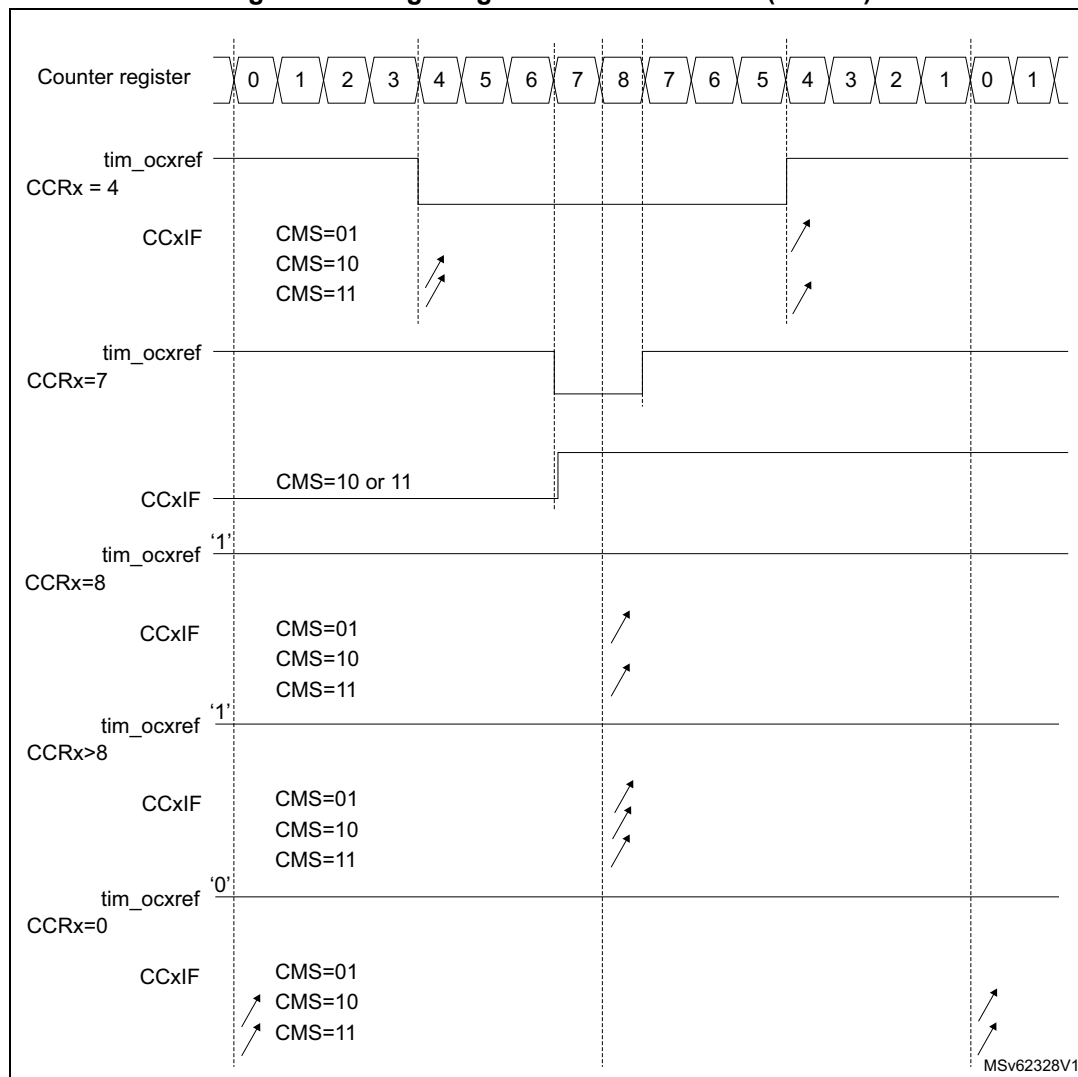 Counter register 0 1 2 3 4 5 6 7 8 7 6 5 4 3 2 1 0 1
tim_ocxref
CCRx = 4
CCxIF CMS=01
CMS=10
CMS=11
tim_ocxref
CCRx=7
CCxIF CMS=10 or 11
tim_ocxref '1'
CCRx=8
CCxIF CMS=01
CMS=10
CMS=11
tim_ocxref '1'
CCRx>8
CCxIF CMS=01
CMS=10
CMS=11
tim_ocxref '0'
CCRx=0
CCxIF CMS=01
CMS=10
CMS=11
MSv62328V1